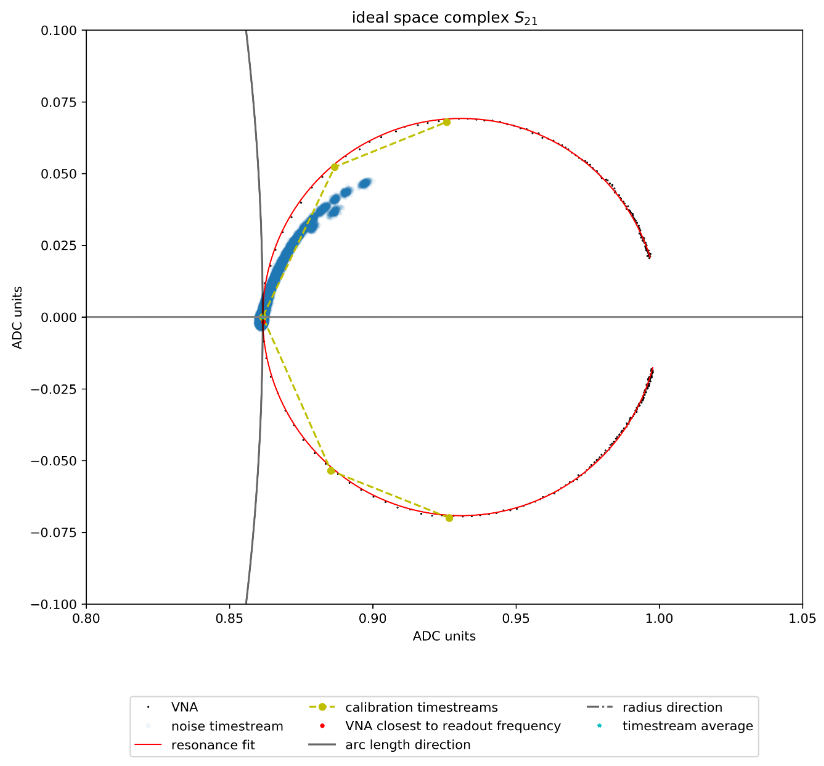 ideal space complex $S_{21}$
0.100
0.075
0.050
0.025
0.000
−0.025
−0.050
−0.075
−0.100
ADC units
0.80 0.85 0.90 0.95 1.00 1.05
ADC units
VNA calibration timestreams radius direction
noise timestream VNA closest to readout frequency timestream average
resonance fit arc length direction